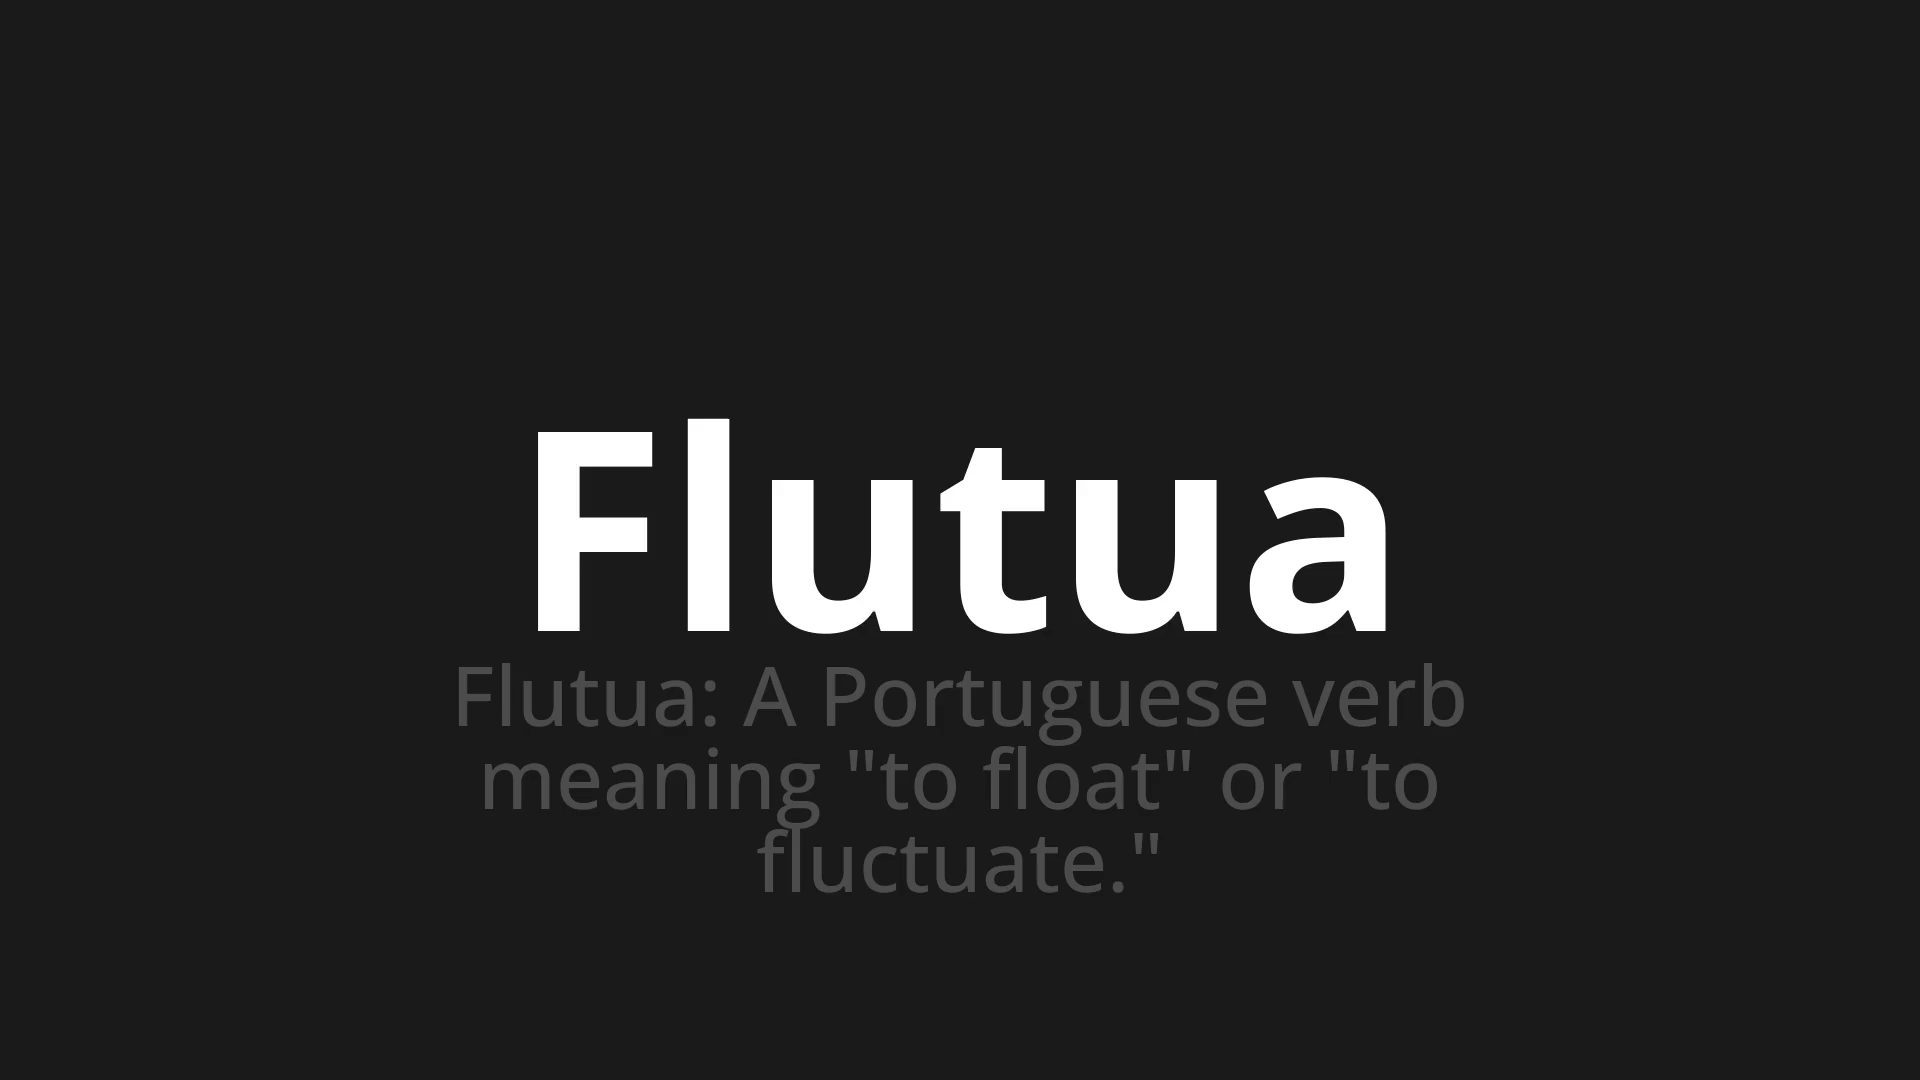 Flutua
Flutua: A Portuguese verb
meaning "to float" or "to
fluctuate."